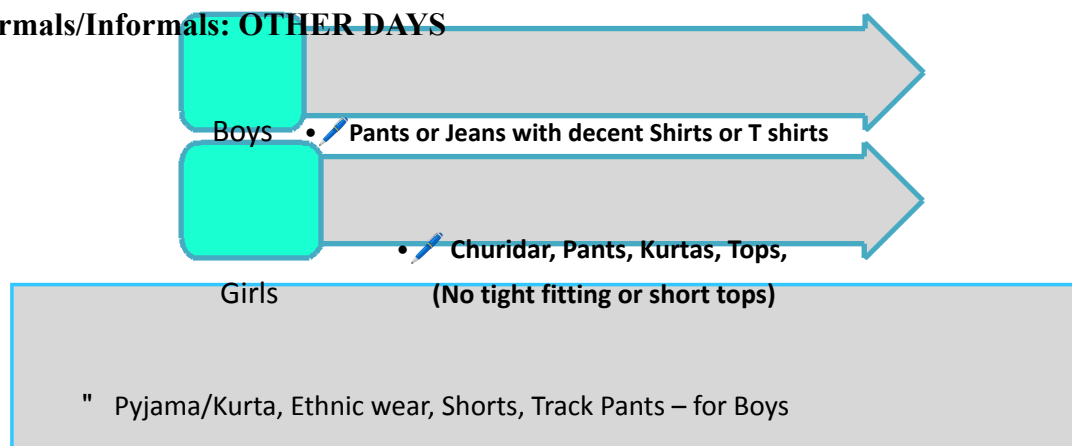 rmals/Informals: OTHER DAYS
Boys • Pants or Jeans with decent Shirts or T shirts
• Churidar, Pants, Kurtas, Tops,
Girls (No tight fitting or short tops)
" Pyjama/Kurta, Ethnic wear, Shorts, Track Pants – for Boys